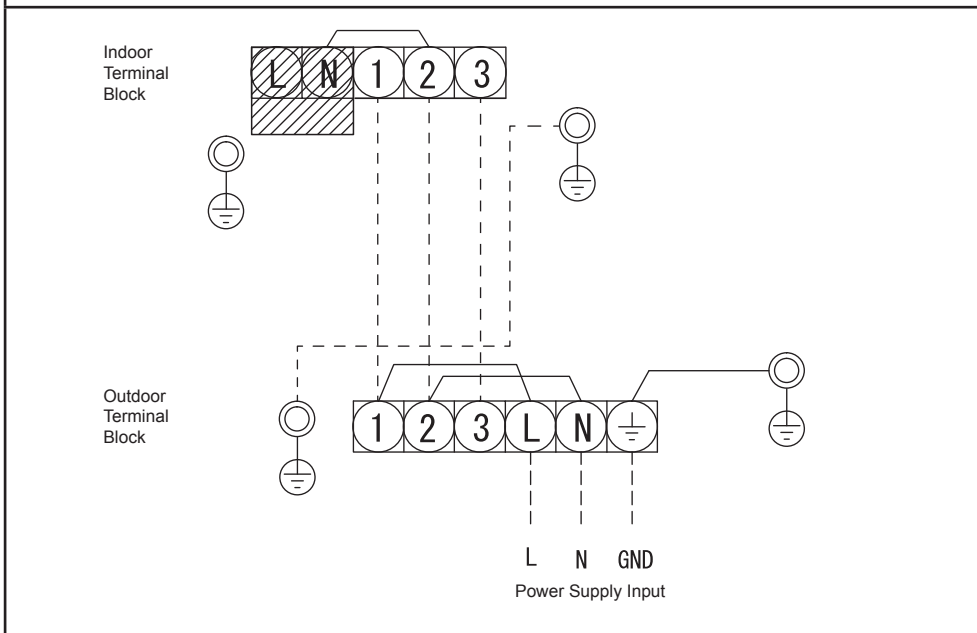 Indoor
Terminal
Block
L N 1 2 3
Outdoor
Terminal
Block
1 2 3 L N
L N GND
Power Supply Input